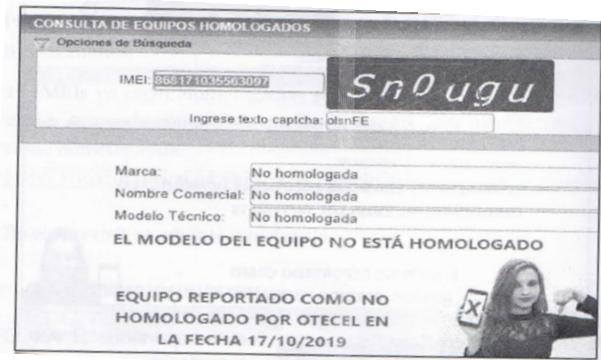 CONSULTA DE EQUIPOS HOMOLOGADOS
Opciones de Búsqueda
IMEI: 868171035563097
Sn0ugu
Ingrese texto captcha: olsnFE
Marca: No homologada
Nombre Comercial: No homologada
Modelo Técnico: No homologada
EL MODELO DEL EQUIPO NO ESTÁ HOMOLOGADO
EQUIPO REPORTADO COMO NO
HOMOLOGADO POR OTECEL EN
LA FECHA 17/10/2019